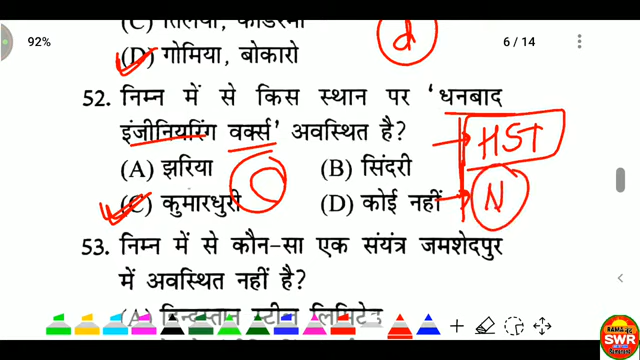 92%
6/14
(C) तिलैया, कोडरमा
(D) गोमिया, बोकारो
d
52. निम्न में से किस स्थान पर 'धनबाद
इंजीनियरिंग वर्क्स' अवस्थित है?
HST
(A) झरिया (B) सिंदरी
(C) कुमारधुरी (D) कोई नहीं
N
53. निम्न में से कौन-सा एक संयंत्र जमशेदपुर
में अवस्थित नहीं है?
(A) हिन्दुस्तान स्टील लिमिटेड
SWR